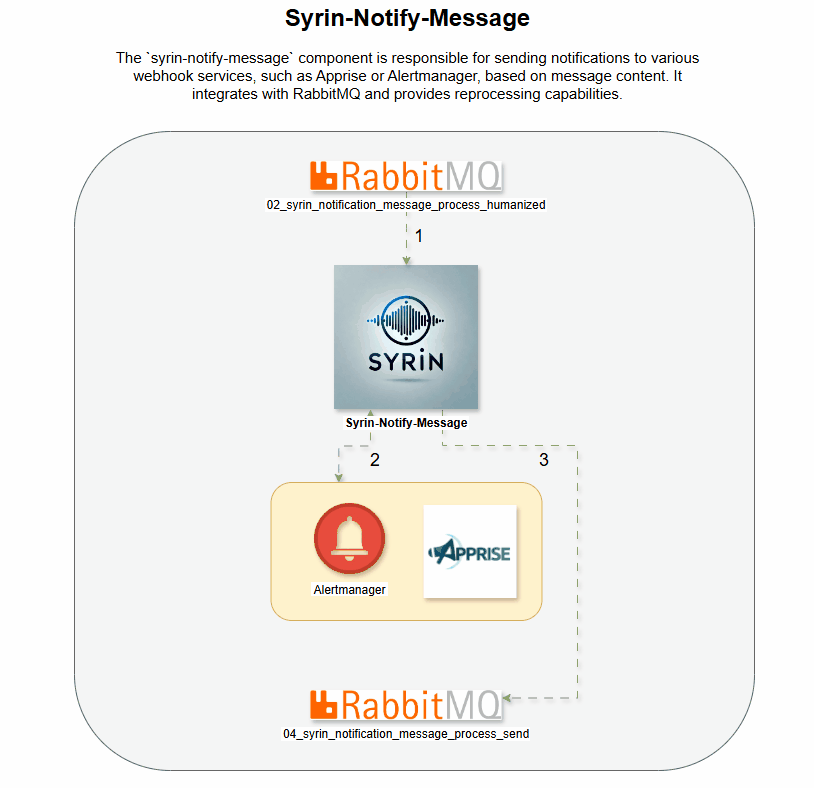 Syrin-Notify-Message
The `syrin-notify-message` component is responsible for sending notifications to various
webhook services, such as Apprise or Alertmanager, based on message content. It
integrates with RabbitMQ and provides reprocessing capabilities.
RabbitMQ
02_syrin_notification_message_process_humanized
1
SYRiN
Syrin-Notify-Message
2
3
APPRISE
Alertmanager
RabbitMQ
04_syrin_notification_message_process_send